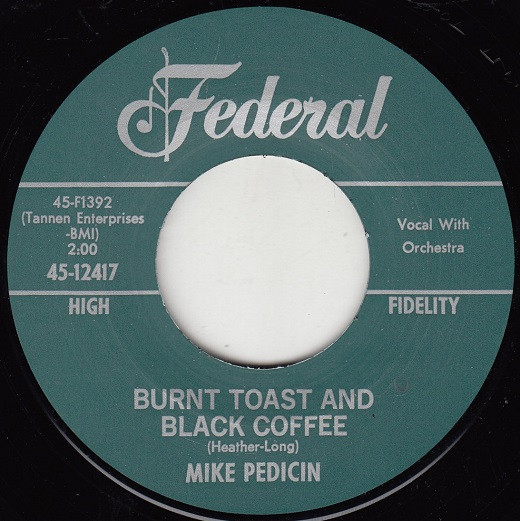 Federal
45-F1392
(Tannen Enterprises
-BMI)
2:00
45-12417
Vocal With
Orchestra
HIGH FIDELITY
BURNT TOAST AND
BLACK COFFEE
(Heather-Long)
MIKE PEDICIN